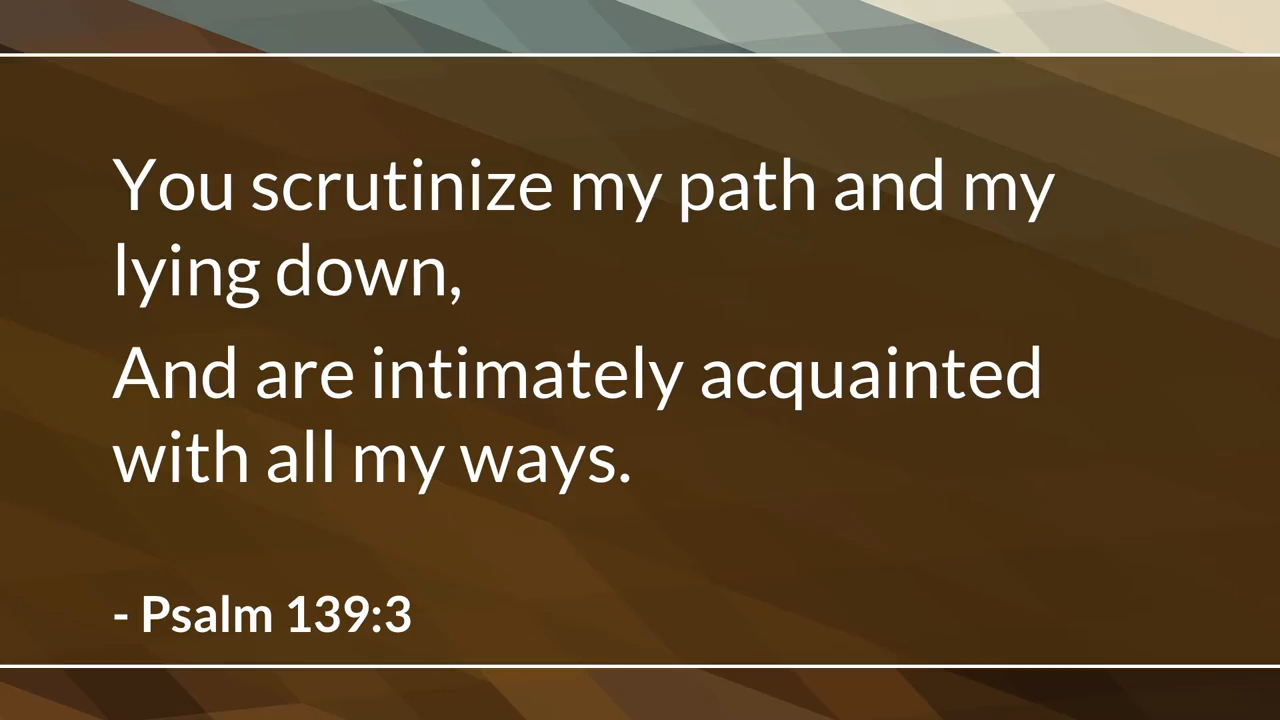 You scrutinize my path and my
lying down,
And are intimately acquainted
with all my ways.
- Psalm 139:3